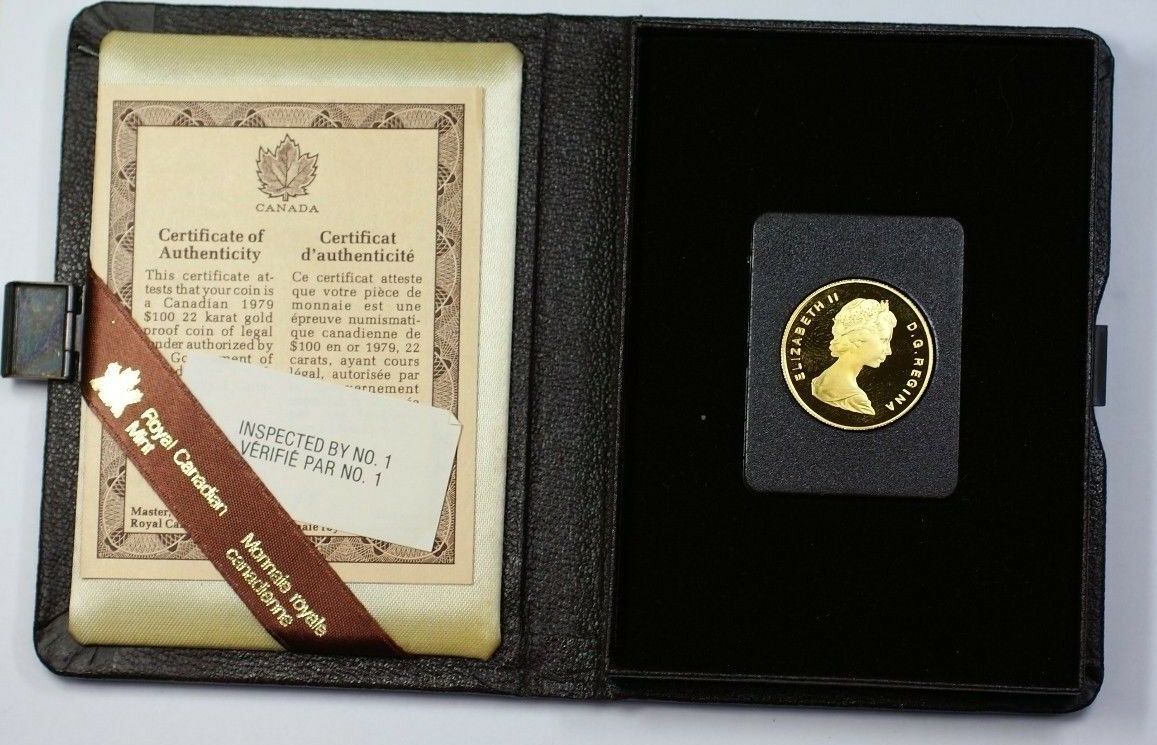 CANADA
Certificate of
Authenticity
This certificate at-
tests that your coin is
a Canadian 1979
$100 22 karat gold
proof coin of legal
authorized by
of
Certificat
d'authenticité
Ce certificat atteste
que votre pièce de
monnaie est une
épreuve numismati-
que canadienne de
$100 en or 1979, 22
carats, ayant cours
légal, autorisée par
INSPECTED BY NO. 1
VÉRIFIÉ PAR NO. 1
Master,
Royal
Royal Canadian
Mint
Monnaie royale
canadienne
ELIZABETH II D.G. REGINA